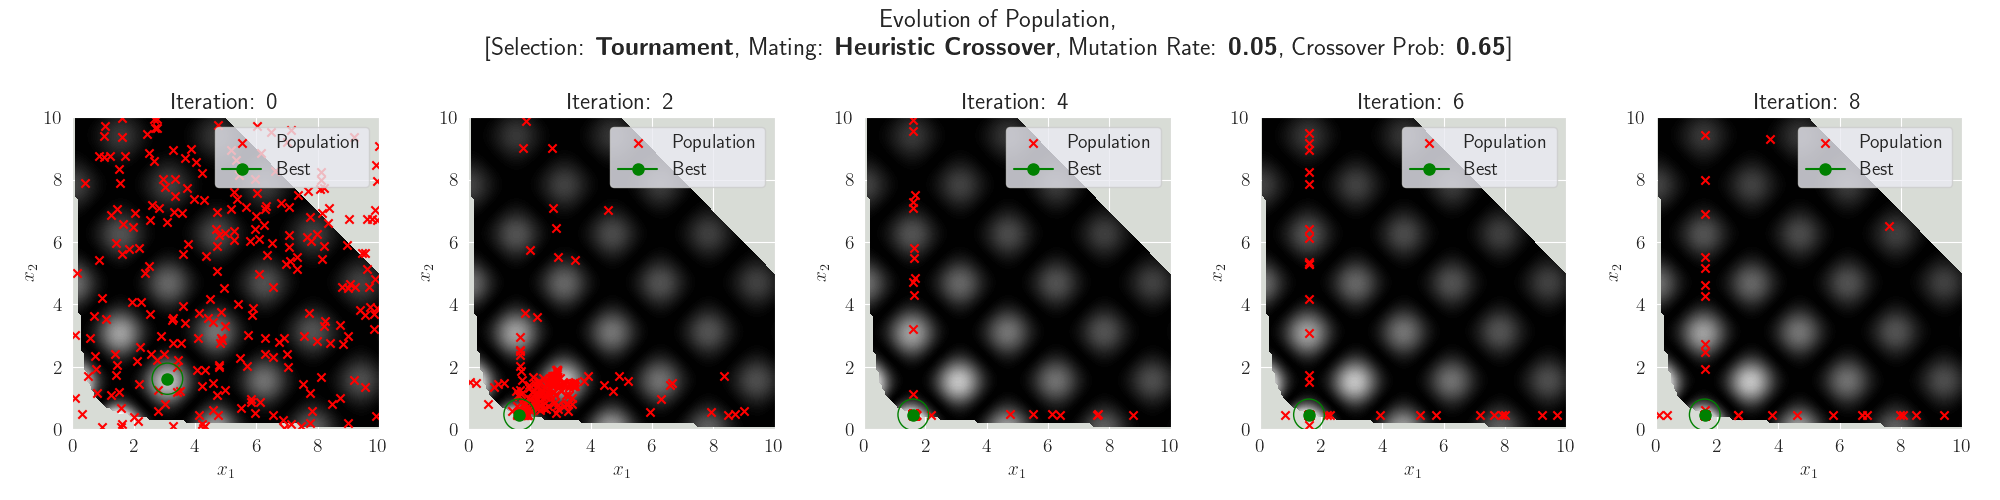 Evolution of Population,
[Selection: Tournament, Mating: Heuristic Crossover, Mutation Rate: 0.05, Crossover Prob: 0.65]
Iteration: 0
10
8
6
4
2
0
x2
Population
Best
0 2 4 6 8 10
x1
Iteration: 2
10
8
6
4
2
0
x2
Population
Best
0 2 4 6 8 10
x1
Iteration: 4
10
8
6
4
2
0
x2
Population
Best
0 2 4 6 8 10
x1
Iteration: 6
10
8
6
4
2
0
x2
Population
Best
0 2 4 6 8 10
x1
Iteration: 8
10
8
6
4
2
0
x2
Population
Best
0 2 4 6 8 10
x1